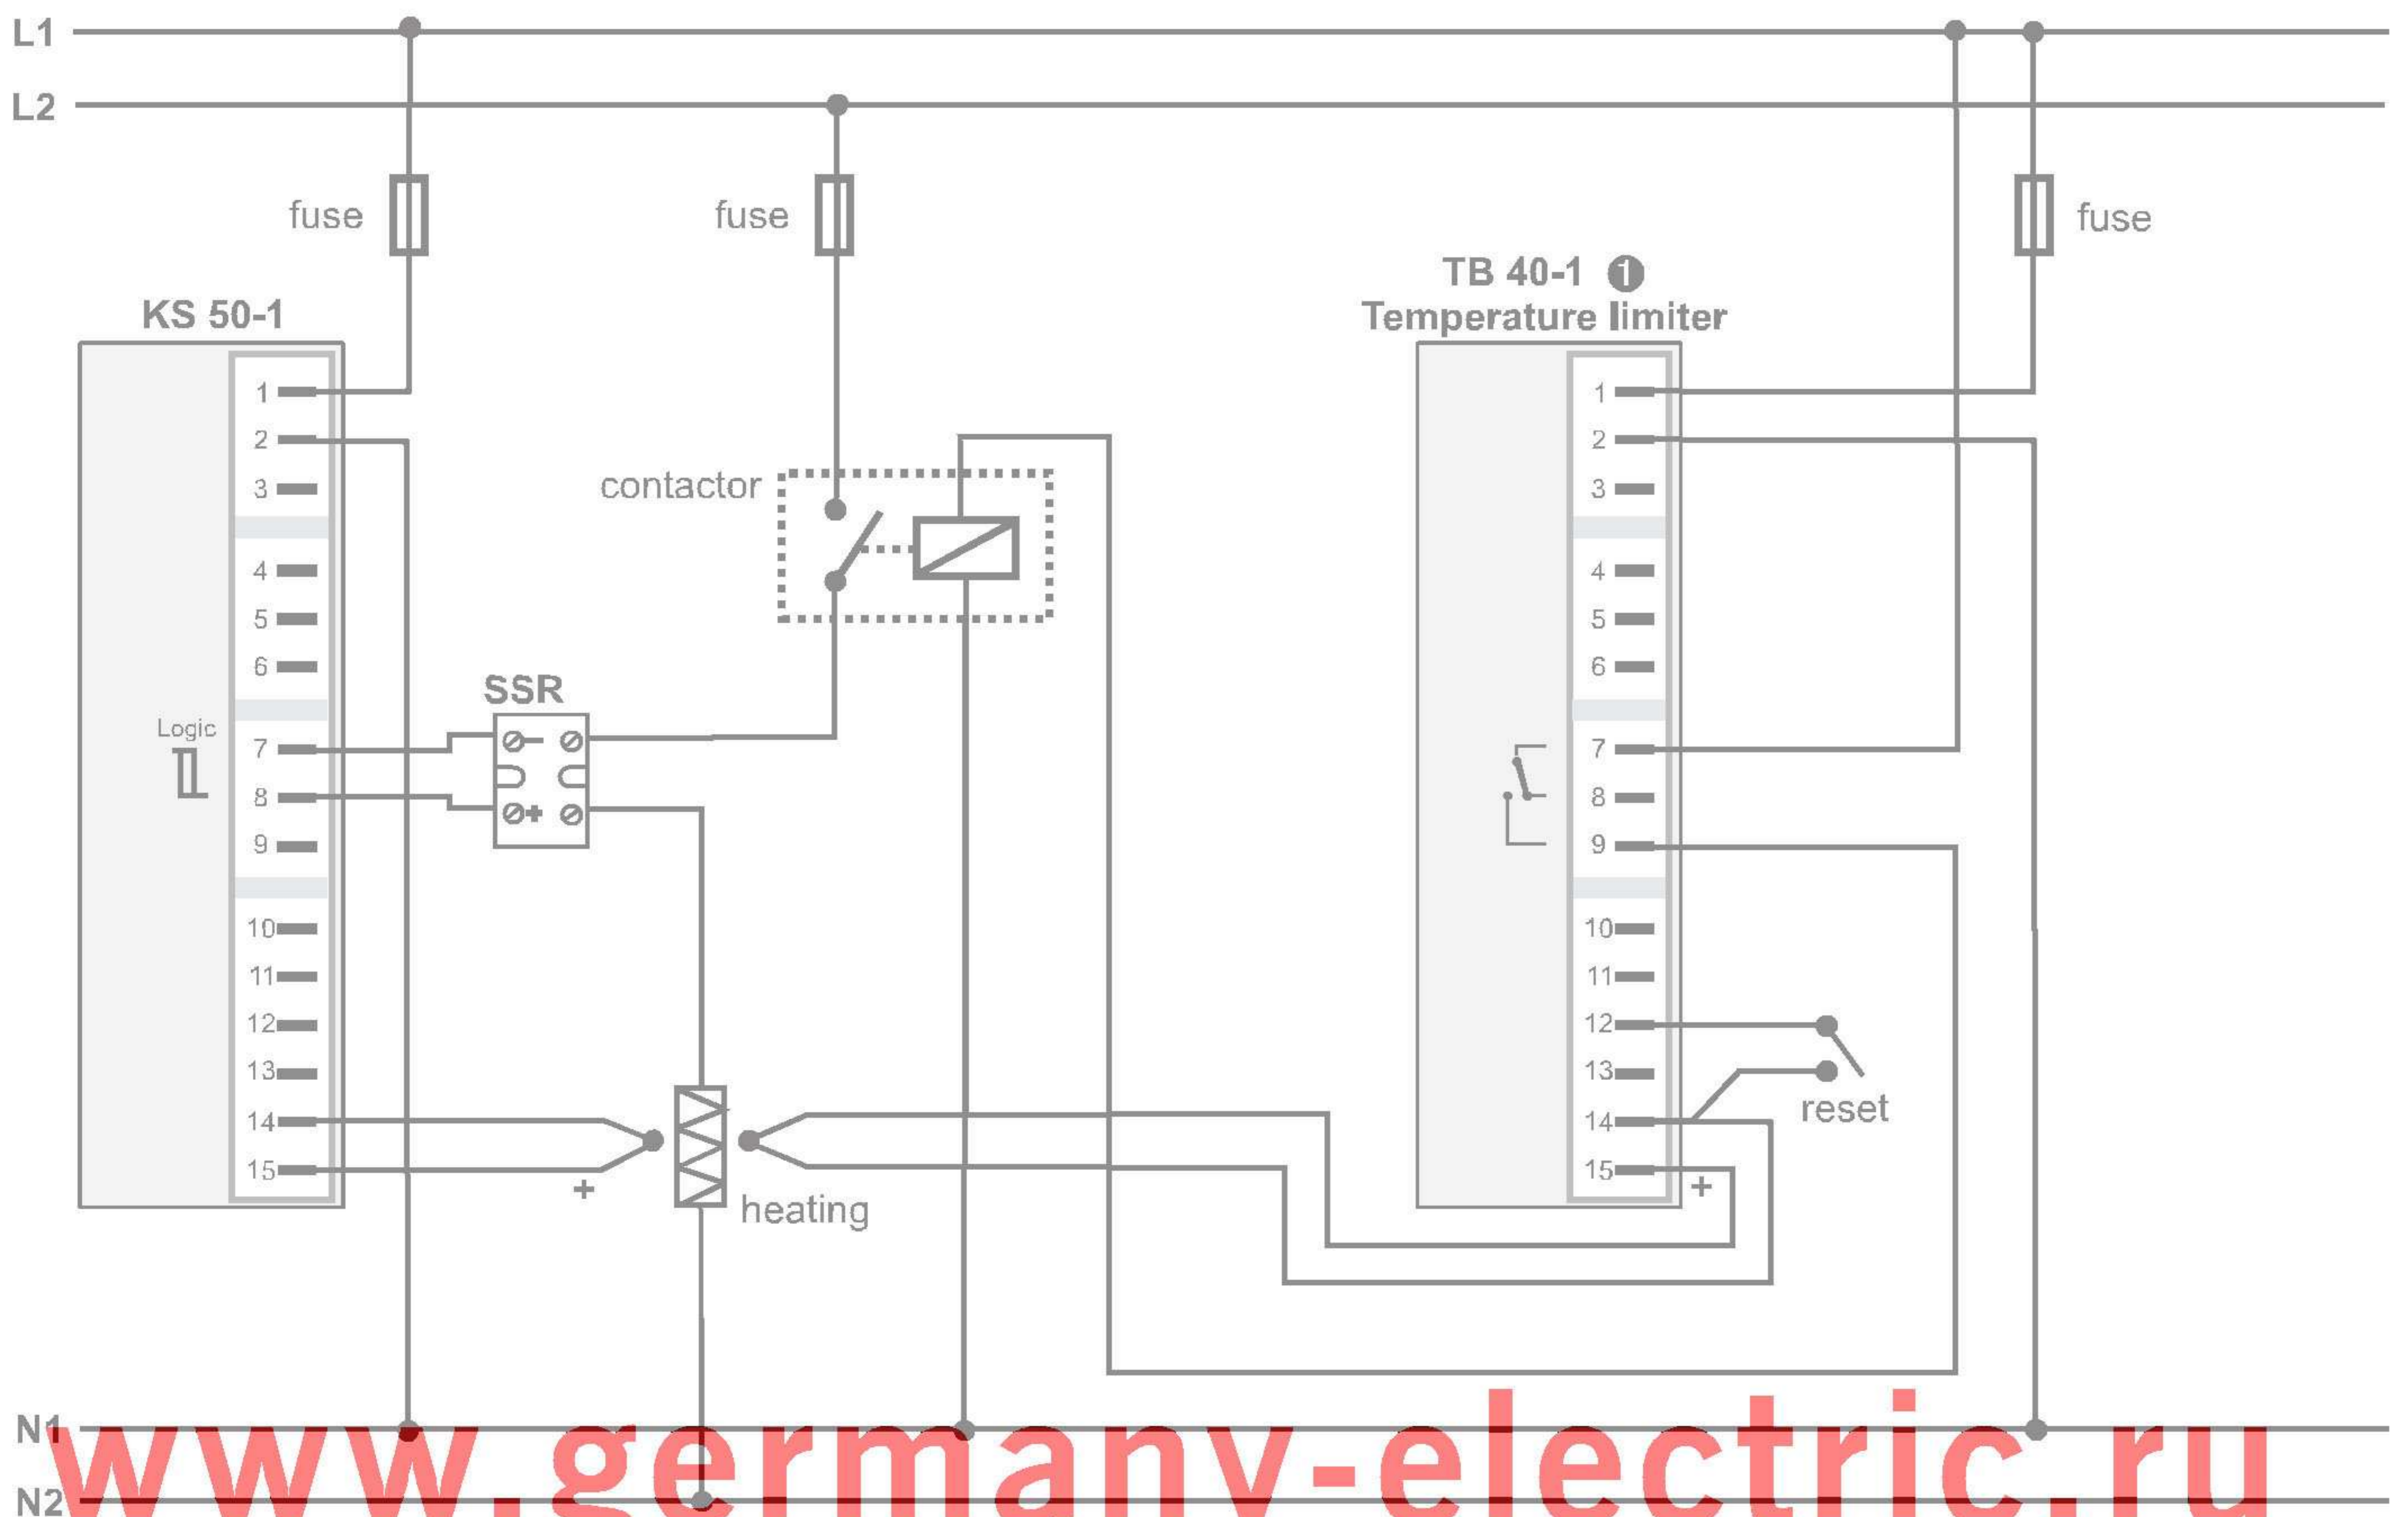 L1
L2
fuse
fuse
fuse
TB 40-1 1
Temperature limiter
KS 50-1
1
2
3
4
5
6
7
8
9
10
11
12
13
14
15
Logic
contactor
SSR
- +
+
heating
1
2
3
4
5
6
7
8
9
10
11
12
13
14
15
+
reset
N1
N2
www.germany-electric.ru